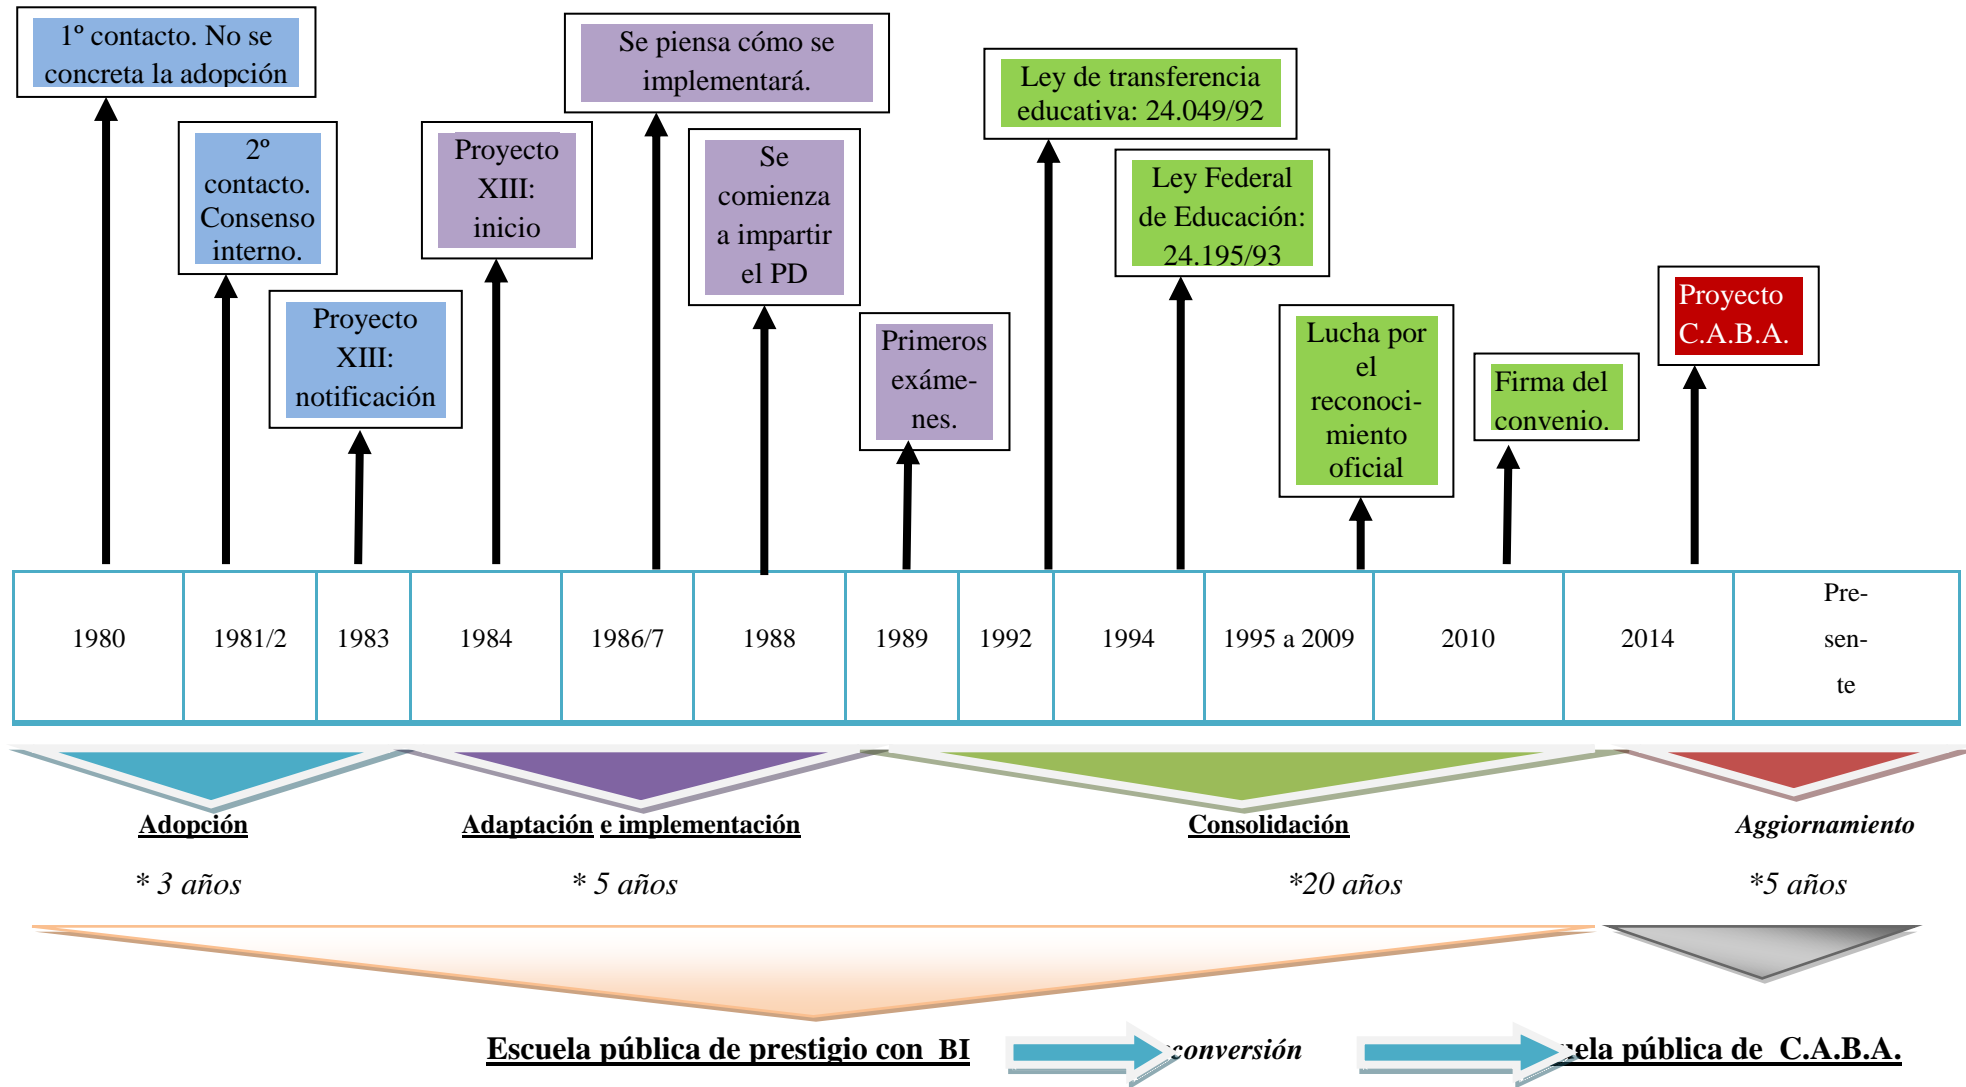 1º contacto. No se
concreta la adopción
2º
contacto.
Consenso
interno.
Proyecto
XIII:
notificación
Proyecto
XIII:
inicio
Se piensa cómo se
implementará.
Se
comienza
a impartir
el PD
Primeros
exáme-
nes.
Ley de transferencia
educativa: 24.049/92
Ley Federal
de Educación:
24.195/93
Lucha por
el
reconoci-
miento
oficial
Firma del
convenio.
Proyecto
C.A.B.A.
1980
1981/2
1983
1984
1986/7
1988
1989
1992
1994
1995 a 2009
2010
2014
Pre-
sen-
te
Adopción
Adaptación e implementación
Consolidación
Aggiornamiento
* 3 años
* 5 años
*20 años
*5 años
Escuela pública de prestigio con BI
conversión
uela pública de C.A.B.A.